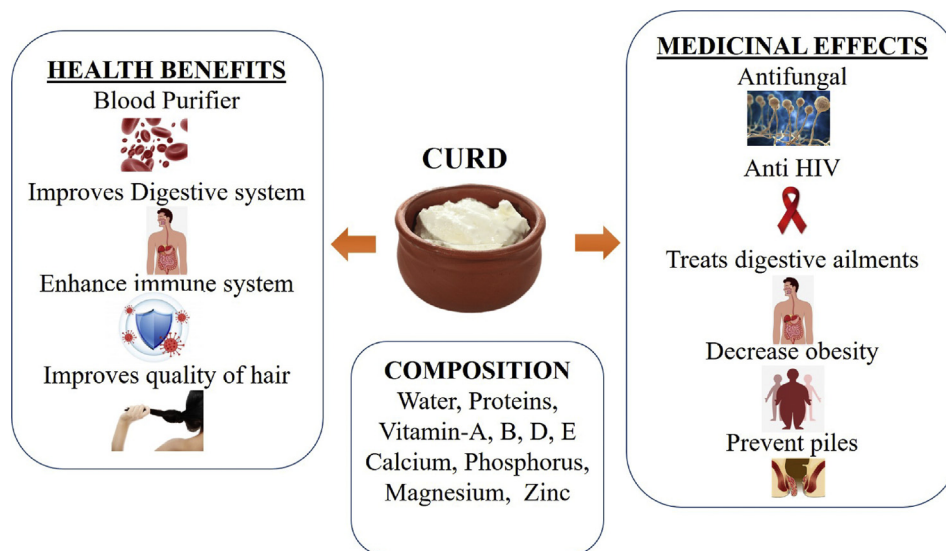 HEALTH BENEFITS
Blood Purifier
Improves Digestive system
Enhance immune system
Improves quality of hair
CURD
COMPOSITION
Water, Proteins,
Vitamin-A, B, D, E
Calcium, Phosphorus,
Magnesium, Zinc
MEDICINAL EFFECTS
Antifungal
Anti HIV
Treats digestive ailments
Decrease obesity
Prevent piles